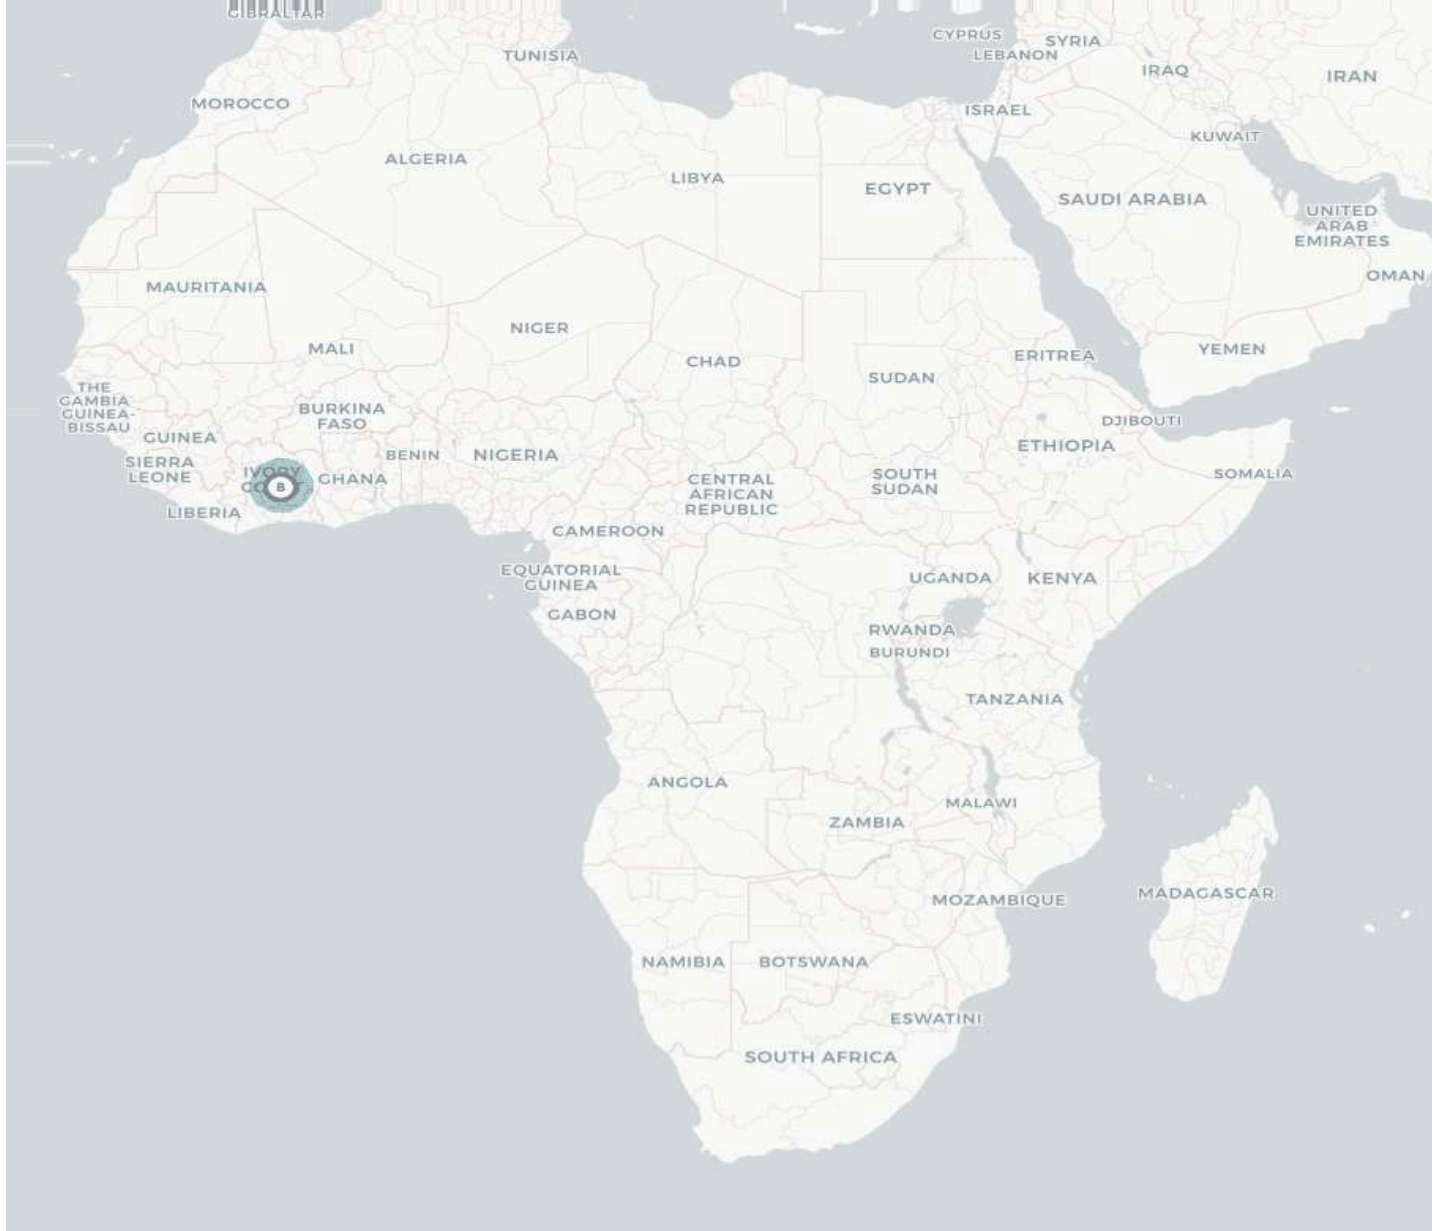 GIBRALTAR
CYPRUS
SYRIA
TUNISIA
LEBANON
IRAQ
IRAN
MOROCCO
ISRAEL
KUWAIT
ALGERIA
LIBYA
EGYPT
SAUDI ARABIA
UNITED
ARAB
EMIRATES
OMAN
MAURITANIA
NIGER
MALI
CHAD
ERITREA
YEMEN
SUDAN
THE
GAMBIA
GUINEA-
BISSAU
BURKINA
FASO
DJIBOUTI
GUINEA
BENIN
NIGERIA
ETHIOPIA
SIERRA
LEONE
IVORY
B
GHANA
CENTRAL
AFRICAN
REPUBLIC
SOUTH
SUDAN
SOMALIA
LIBERIA
CAMEROON
EQUATORIAL
GUINEA
UGANDA
KENYA
GABON
RWANDA
BURUNDI
TANZANIA
ANGOLA
MALAWI
ZAMBIA
MOZAMBIQUE
MADAGASCAR
NAMIBIA
BOTSWANA
ESWATINI
SOUTH AFRICA